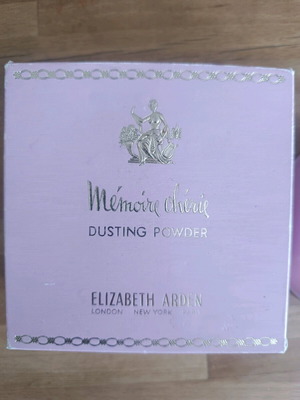 Mémoire Chérie
DUSTING POWDER
ELIZABETH ARDEN
LONDON NEW YORK